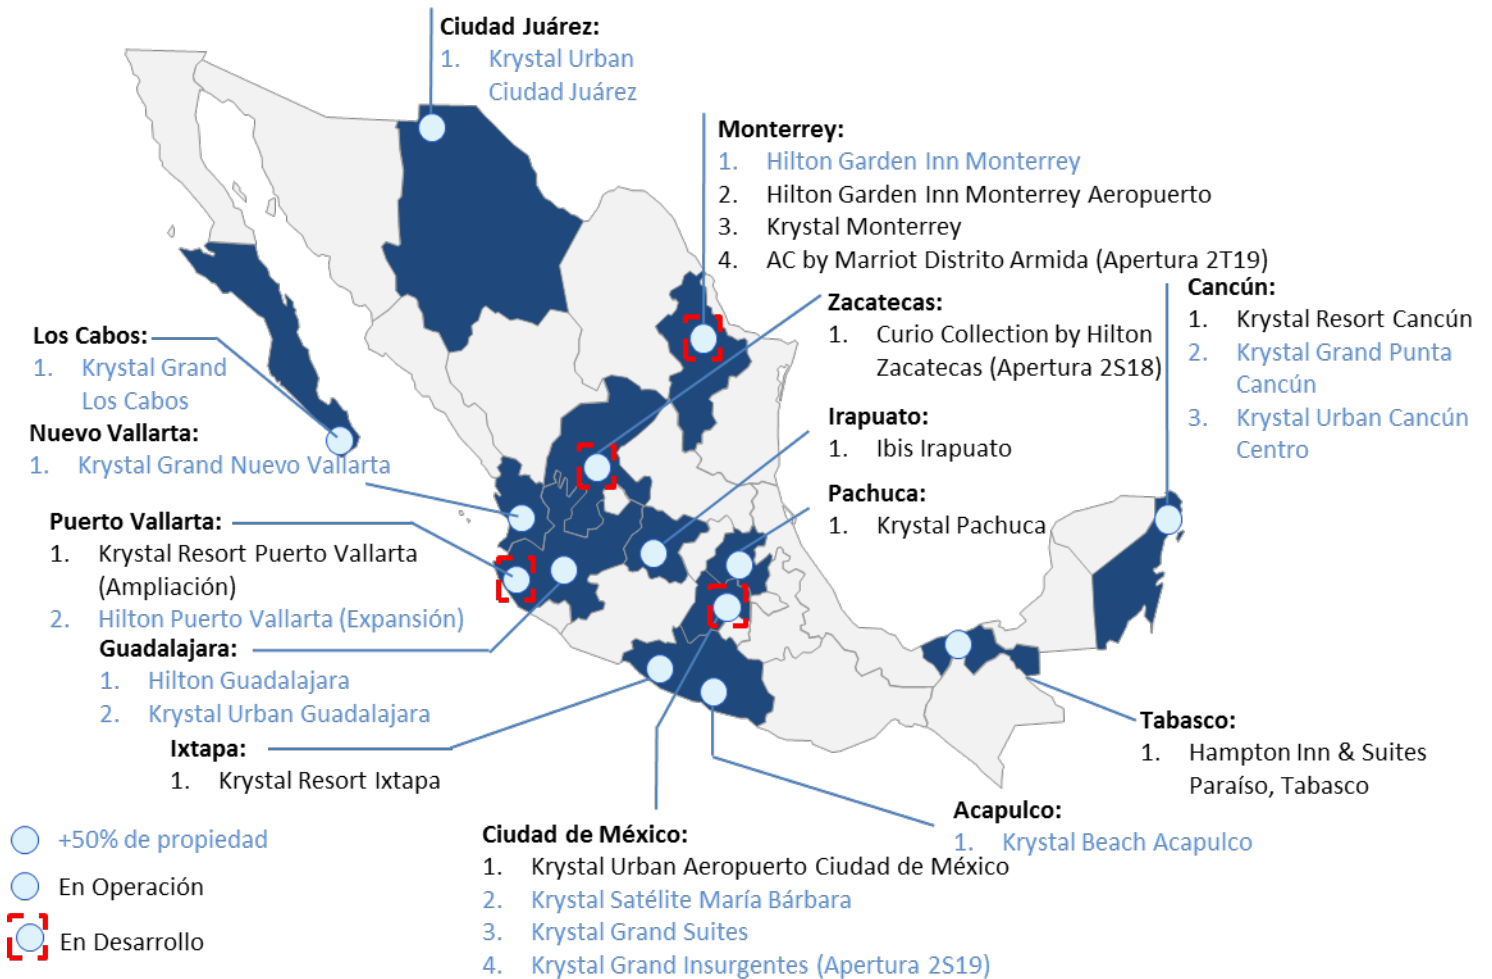 Ciudad Juárez:
1. Krystal Urban
Ciudad Juárez
Monterrey:
1. Hilton Garden Inn Monterrey
2. Hilton Garden Inn Monterrey Aeropuerto
3. Krystal Monterrey
4. AC by Marriot Distrito Armida (Apertura 2T19)
Cancún:
1. Krystal Resort Cancún
2. Krystal Grand Punta
Cancún
3. Krystal Urban Cancún
Centro
Zacatecas:
1. Curio Collection by Hilton
Zacatecas (Apertura 2S18)
Los Cabos:
1. Krystal Grand
Los Cabos
Irapuato:
1. Ibis Irapuato
Nuevo Vallarta:
1. Krystal Grand Nuevo Vallarta
Pachuca:
1. Krystal Pachuca
Puerto Vallarta:
1. Krystal Resort Puerto Vallarta
(Ampliación)
2. Hilton Puerto Vallarta (Expansión)
Guadalajara:
1. Hilton Guadalajara
2. Krystal Urban Guadalajara
Ixtapa:
1. Krystal Resort Ixtapa
Tabasco:
1. Hampton Inn & Suites
Paraíso, Tabasco
Acapulco:
1. Krystal Beach Acapulco
Ciudad de México:
1. Krystal Urban Aeropuerto Ciudad de México
2. Krystal Satélite María Bárbara
3. Krystal Grand Suites
4. Krystal Grand Insurgentes (Apertura 2S19)
+50% de propiedad
En Operación
En Desarrollo